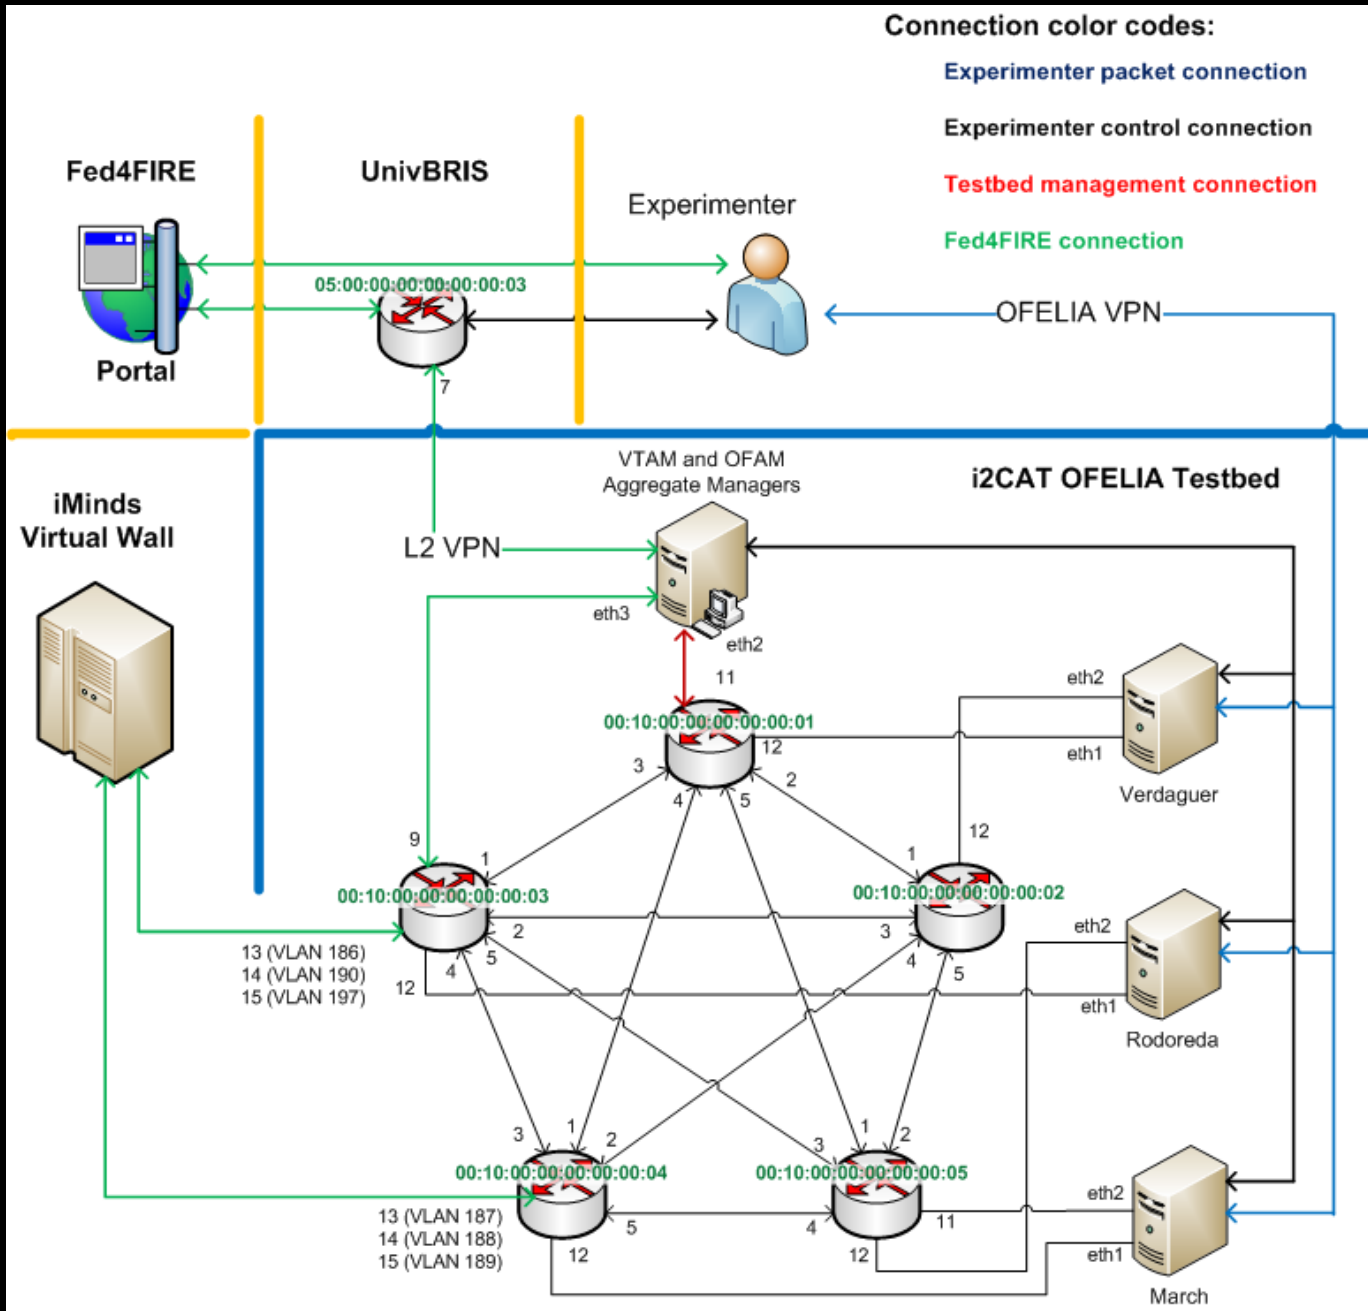 Connection color codes:
Experimenter packet connection
Experimenter control connection
Testbed management connection
Fed4FIRE connection
Fed4FIRE
UnivBRIS
Experimenter
05:00:00:00:00:00:00:03
OFELIA VPN
Portal
7
VTAM and OFAM
Aggregate Managers
i2CAT OFELIA Testbed
iMinds
Virtual Wall
L2 VPN
eth3
eth2
11
00:10:00:00:00:00:00:01
12
3
2
4
5
eth2
eth1
Verdaguer
9
1
00:10:00:00:00:00:00:03
2
5
4
12
13 (VLAN 186)
14 (VLAN 190)
15 (VLAN 197)
12
1
00:10:00:00:00:00:00:02
3
4
5
eth2
eth1
Rodoreda
3
1
2
00:10:00:00:00:00:00:04
5
12
13 (VLAN 187)
14 (VLAN 188)
15 (VLAN 189)
1
2
3
00:10:00:00:00:00:00:05
4
11
12
eth2
eth1
March